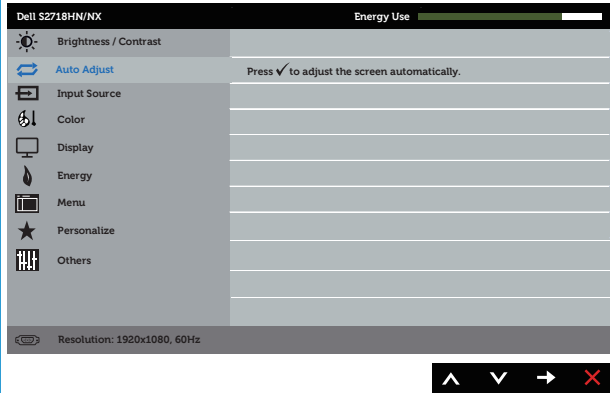 Dell S2718HN/NX
Energy Use
Brightness / Contrast
Auto Adjust
Press ✓ to adjust the screen automatically.
Input Source
Color
Display
Energy
Menu
Personalize
Others
Resolution: 1920x1080, 60Hz